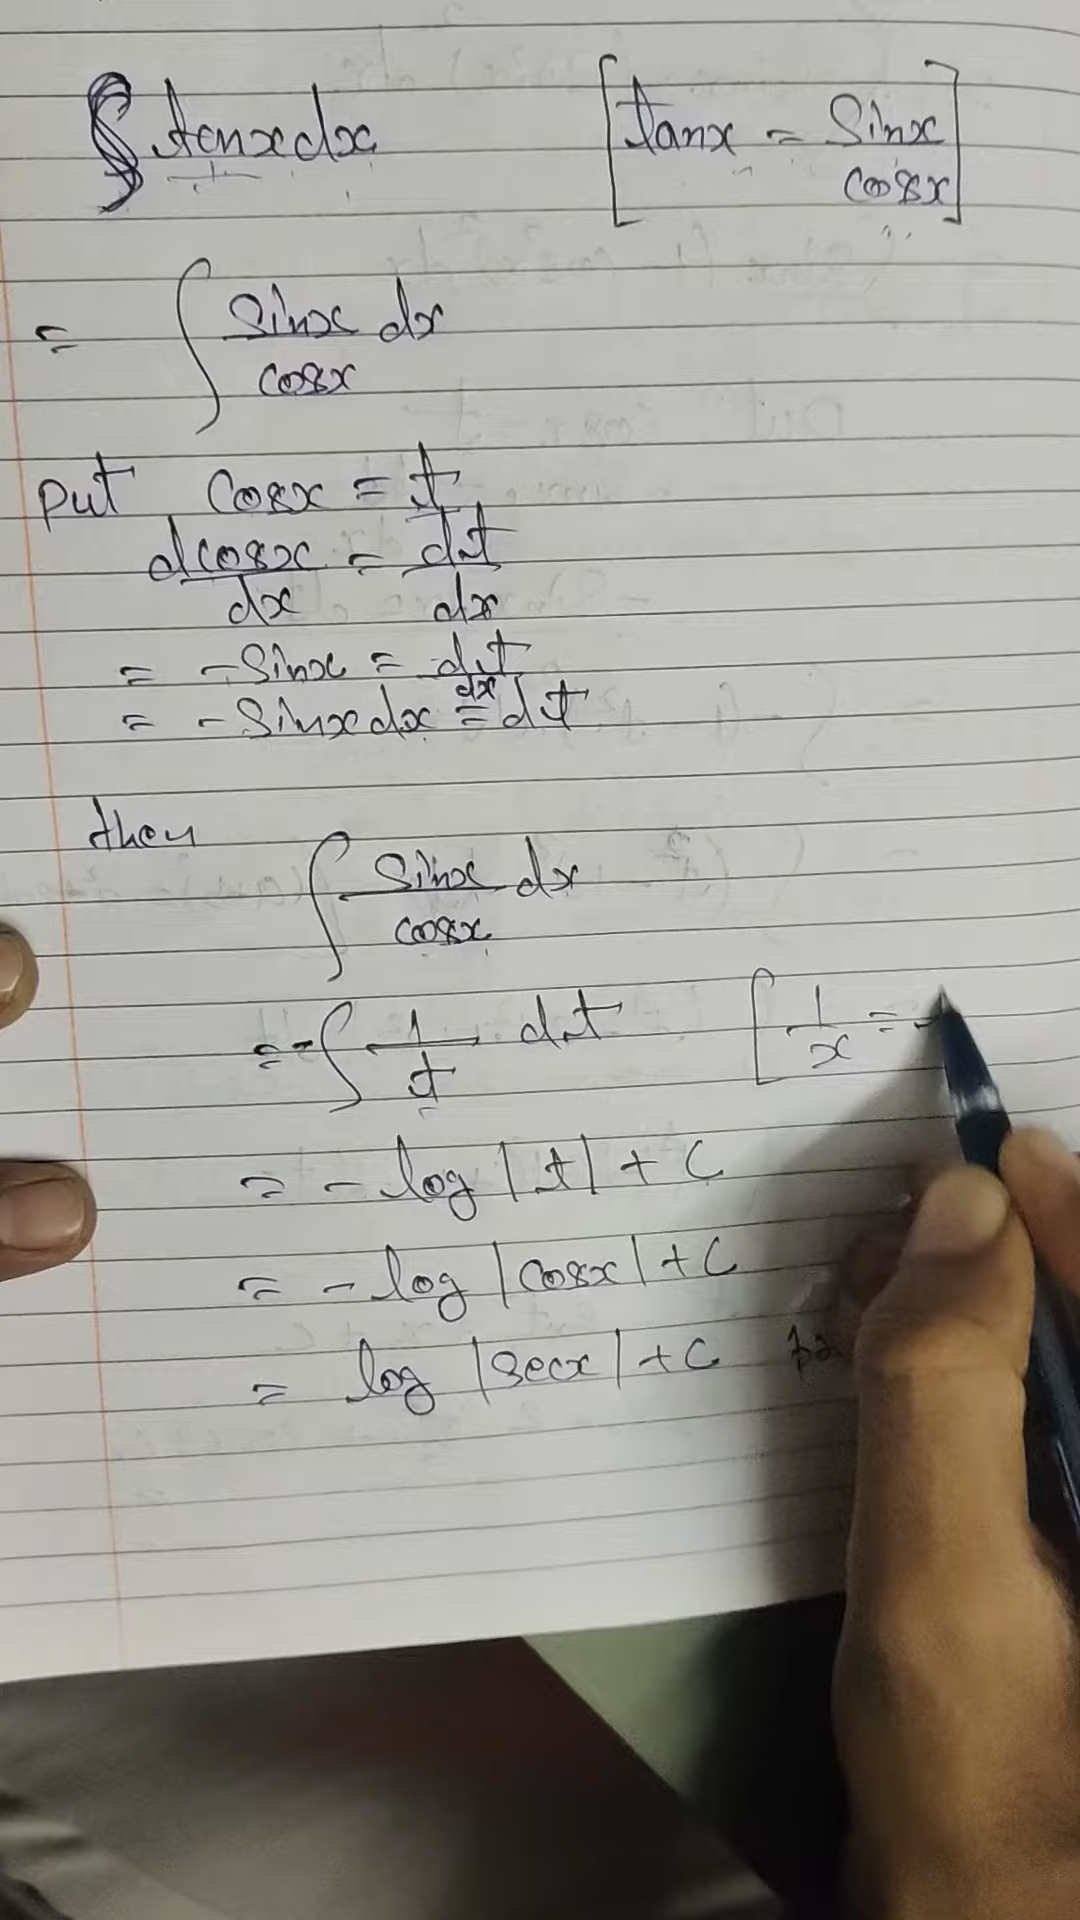 ∫ tanx dx [tanx = sinx/cosx]
= ∫ sinx/cosx dx
put cosx = t
dcosx/dx = dt/dx
= -sinx = dt/dx
= -sinx dx = dt
then
∫ sinx/cosx dx
= -∫ 1/t dt [1/x =
= - log |t| + C
= - log |cosx| + C
= log |secx| + C